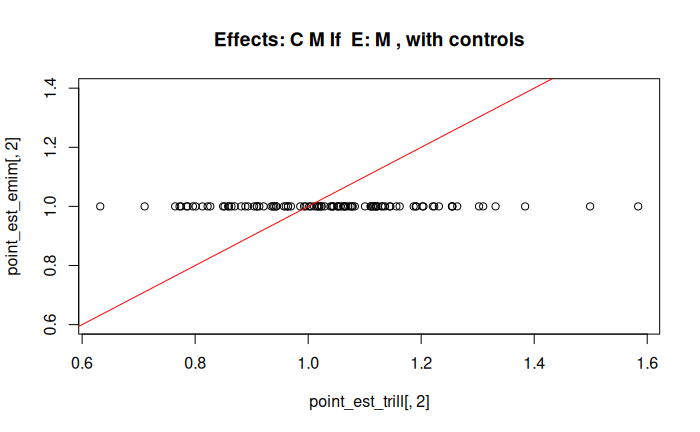 Effects: C M If  E: M , with controls
point_est_emim[, 2]
1.4
1.2
1.0
0.8
0.6
0.6 0.8 1.0 1.2 1.4 1.6
point_est_trill[, 2]